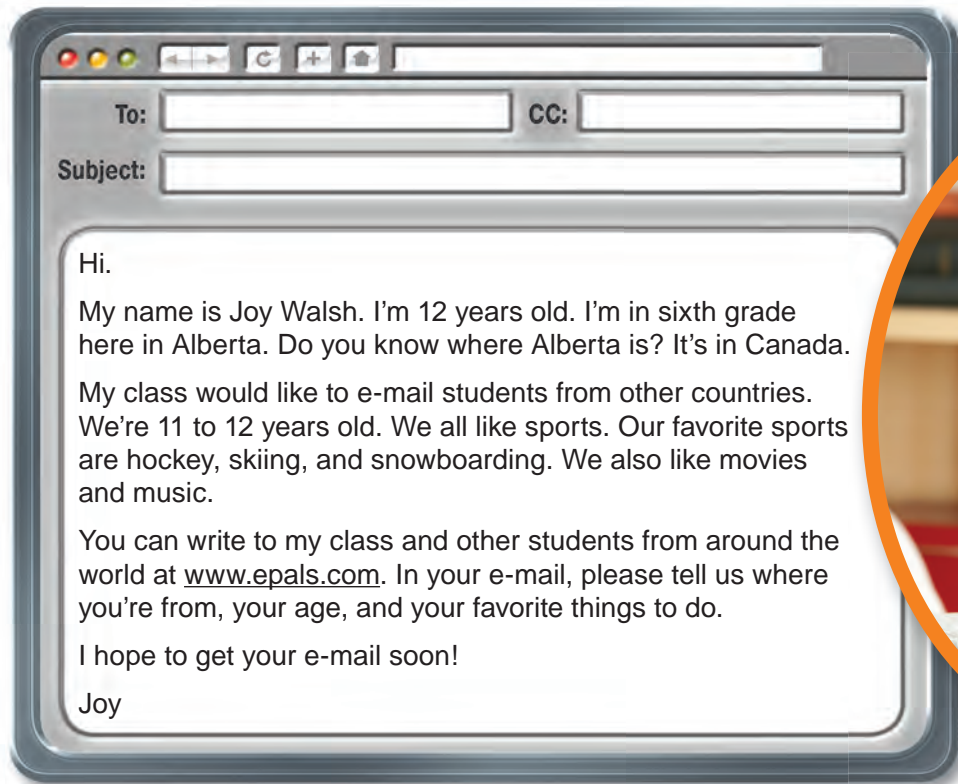 To:
CC:
Subject:
Hi.
My name is Joy Walsh. I'm 12 years old. I'm in sixth grade
here in Alberta. Do you know where Alberta is? It's in Canada.
My class would like to e-mail students from other countries.
We're 11 to 12 years old. We all like sports. Our favorite sports
are hockey, skiing, and snowboarding. We also like movies
and music.
You can write to my class and other students from around the
world at www.epals.com. In your e-mail, please tell us where
you're from, your age, and your favorite things to do.
I hope to get your e-mail soon!
Joy